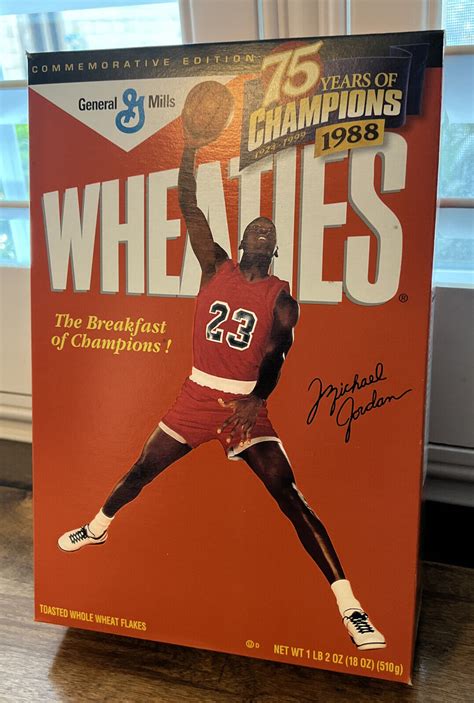 COMMEMORATIVE EDITION
75
YEARS OF
CHAMPIONS
1924-1999
1988
General G Mills
WHEATIES®
The Breakfast
of Champions!
23
Michael
Jordan
TOASTED WHOLE WHEAT FLAKES
U D
NET WT 1 LB 2 OZ (18 OZ) (510g)